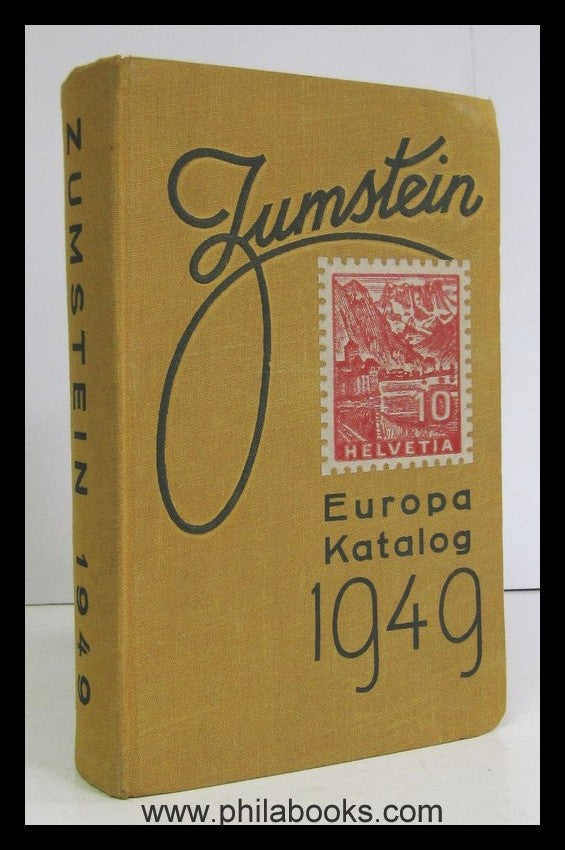 ZUMSTEIN 1949
Zumstein
10
HELVETIA
Europa
Katalog
1949
www.philabooks.com